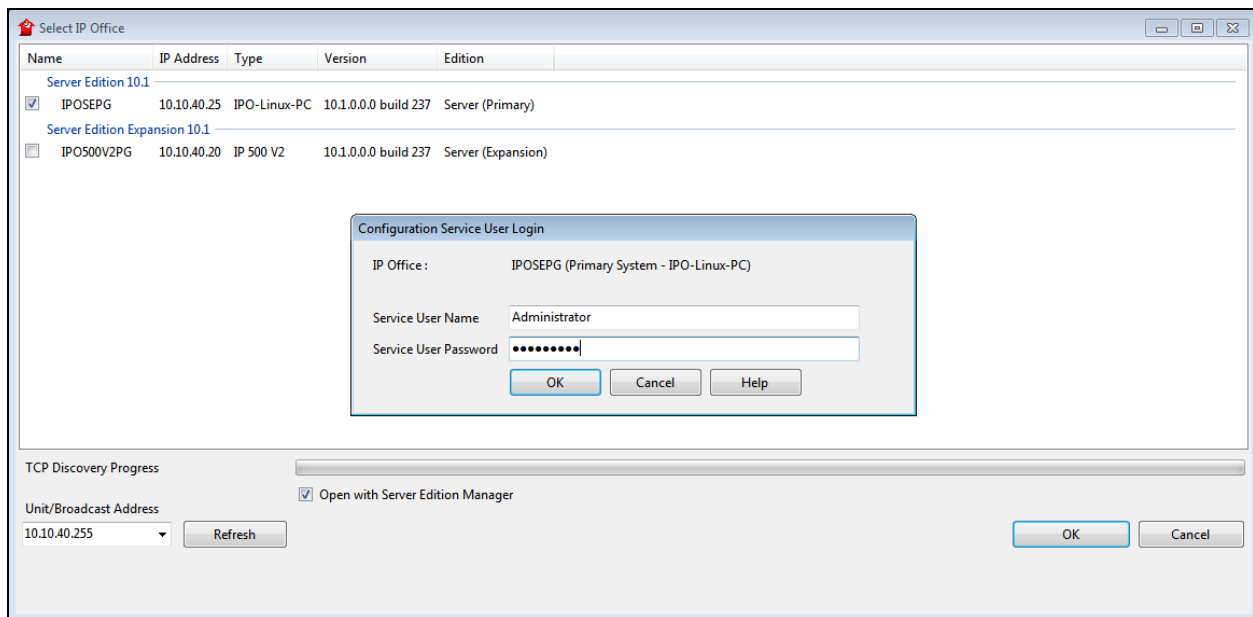 Select IP Office
Name IP Address Type Version Edition
Server Edition 10.1
IPOSEPG 10.10.40.25 IPO-Linux-PC 10.1.0.0.0 build 237 Server (Primary)
Server Edition Expansion 10.1
IPO500V2PG 10.10.40.20 IP 500 V2 10.1.0.0.0 build 237 Server (Expansion)
Configuration Service User Login
IP Office : IPOSEPG (Primary System - IPO-Linux-PC)
Service User Name Administrator
Service User Password •••••••••
OK Cancel Help
TCP Discovery Progress
Open with Server Edition Manager
Unit/Broadcast Address
10.10.40.255 Refresh OK Cancel